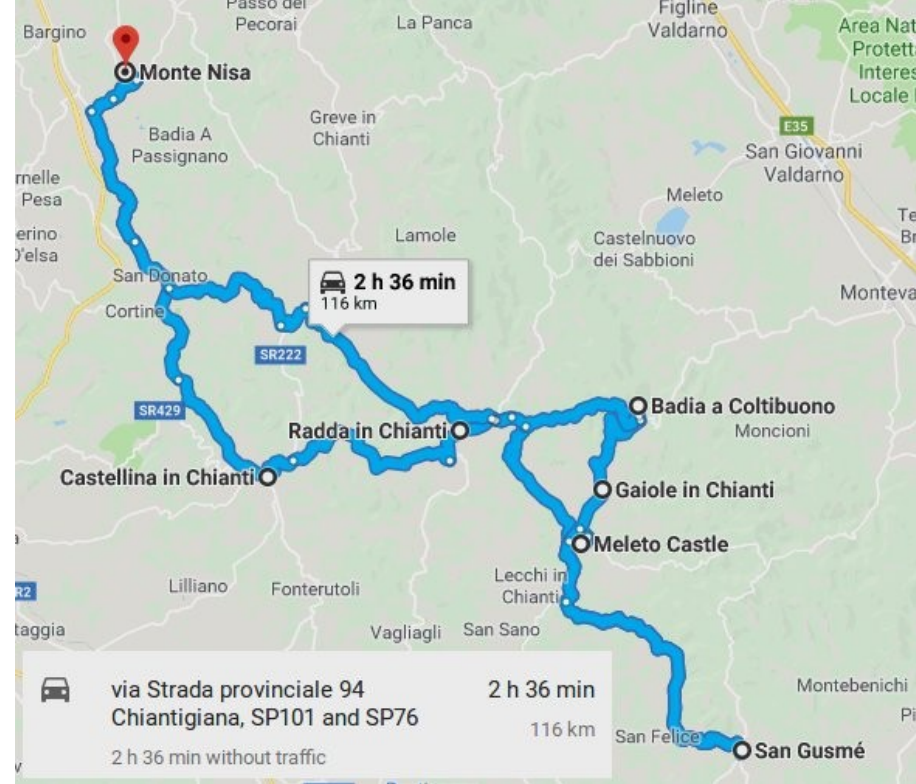 Passo dei
Pecorai
La Panca
Figline
Valdarno
Bargino
Area Nat
Protetta
Interes
Locale
Monte Nisa
Greve in
Chianti
Badia A
Passignano
E35
San Giovanni
Valdarno
rnelle
Pesa
Meleto
erino
D'elsa
Lamole
Castelnuovo
dei Sabbioni
Te
Br
San Donato
2 h 36 min
116 km
Monteva
Cortine
SR222
SR429
Badia a Coltibuono
Radda in Chianti
Moncioni
Castellina in Chianti
Gaiole in Chianti
Meleto Castle
Lilliano
Fonterutoli
Lecchi in
Chianti
R2
taggia
Vagliagli
San Sano
via Strada provinciale 94
Chiantigiana, SP101 and SP76
2 h 36 min
116 km
2 h 36 min without traffic
Montebenichi
Pi
San Felice
San Gusmé